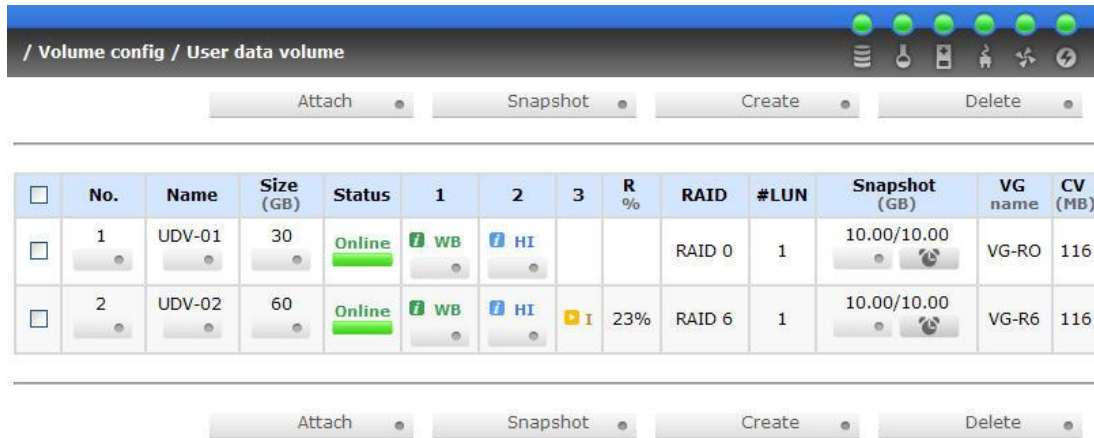 / Volume config / User data volume
Attach Snapshot Create Delete
No. Name Size (GB) Status 1 2 3 R % RAID #LUN Snapshot (GB) VG name CV (MB)
1 UDV-01 30 Online i WB i HI RAID 0 1 10.00/10.00 VG-RO 116
2 UDV-02 60 Online i WB i HI I 23% RAID 6 1 10.00/10.00 VG-R6 116
Attach Snapshot Create Delete